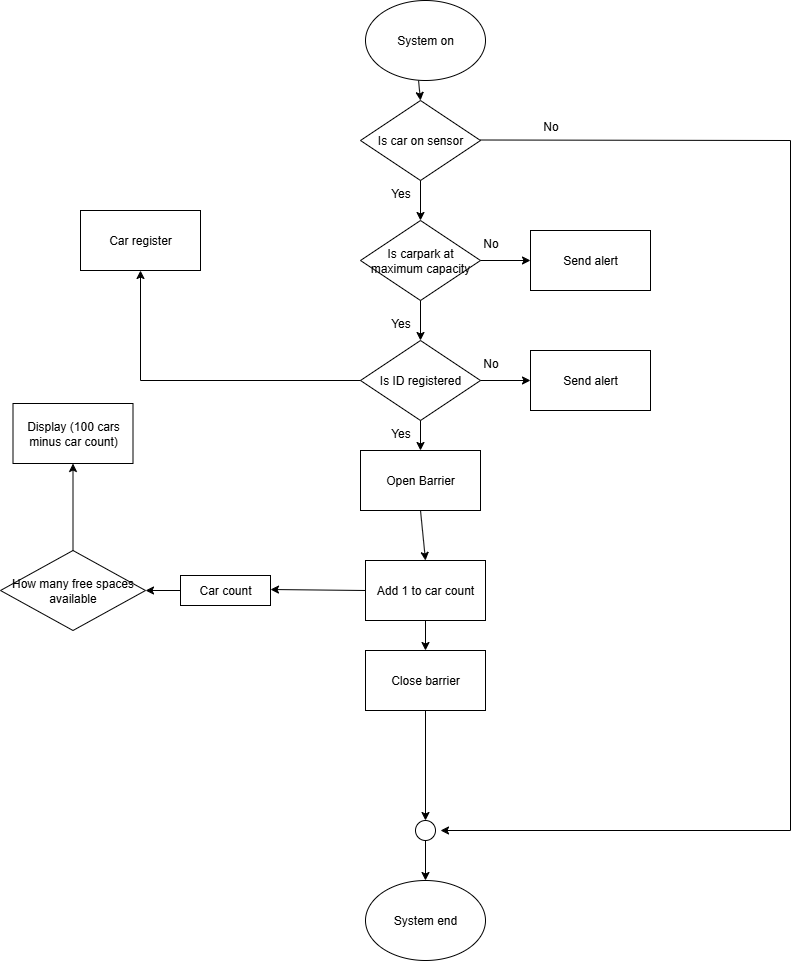 System on
Is car on sensor
No
Yes
Car register
Is carpark at
maximum capacity
No
Send alert
Yes
Is ID registered
No
Send alert
Yes
Display (100 cars
minus car count)
Open Barrier
How many free spaces
available
Car count
Add 1 to car count
Close barrier
System end